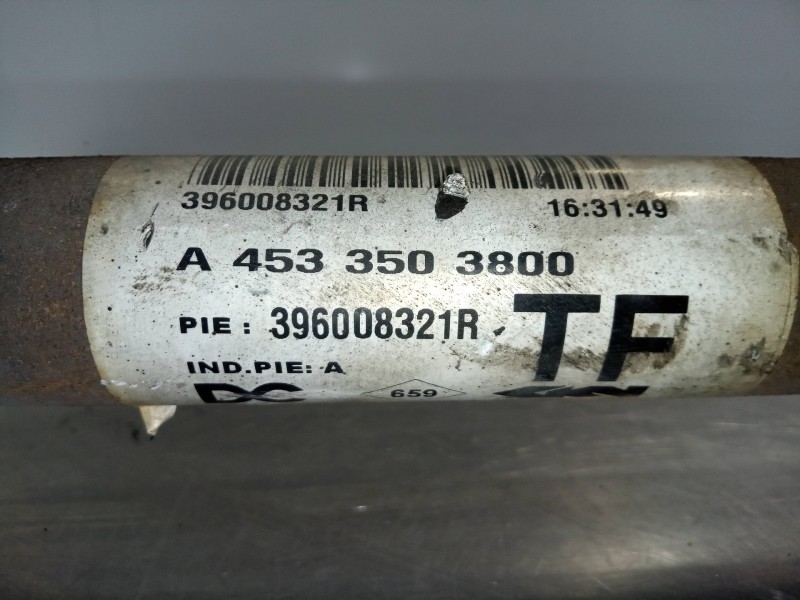 396008321R 16:31:49
A 453 350 3800
PIE: 396008321R TF
IND.PIE: A
659